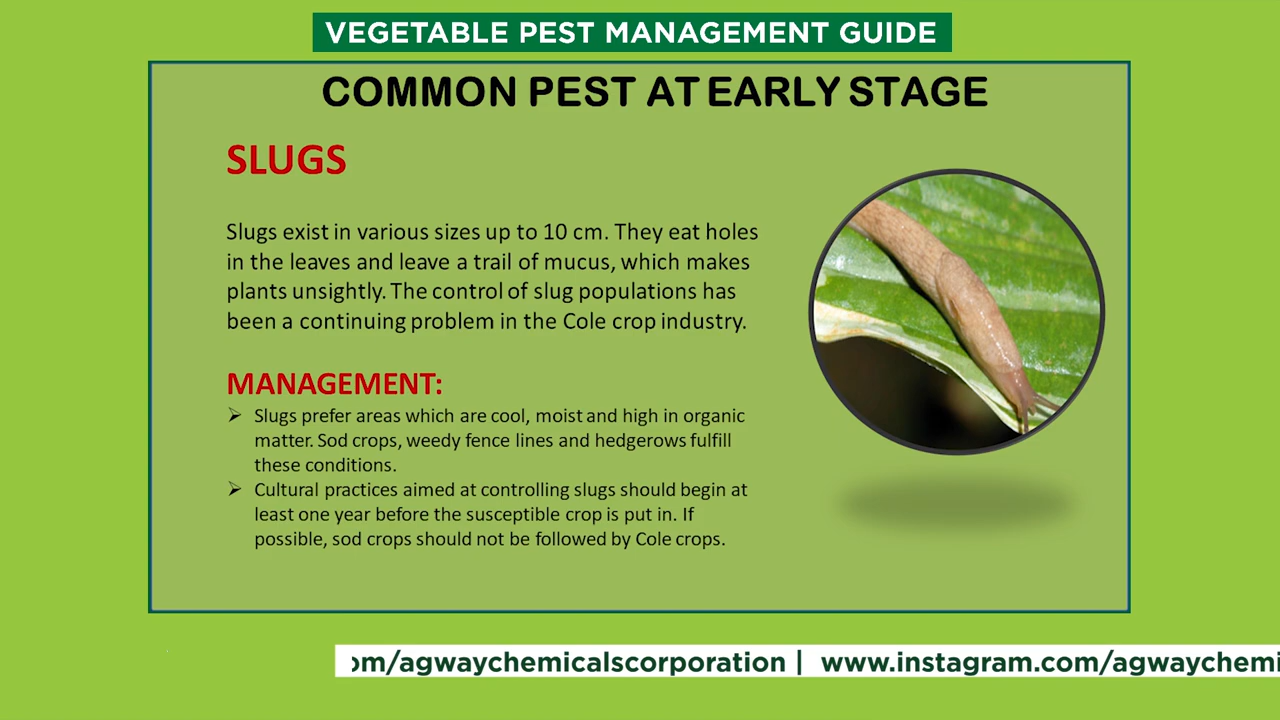 VEGETABLE PEST MANAGEMENT GUIDE
COMMON PEST AT EARLY STAGE
SLUGS
Slugs exist in various sizes up to 10 cm. They eat holes
in the leaves and leave a trail of mucus, which makes
plants unsightly. The control of slug populations has
been a continuing problem in the Cole crop industry.
MANAGEMENT:
➢ Slugs prefer areas which are cool, moist and high in organic
matter. Sod crops, weedy fence lines and hedgerows fulfill
these conditions.
➢ Cultural practices aimed at controlling slugs should begin at
least one year before the susceptible crop is put in. If
possible, sod crops should not be followed by Cole crops.
om/agwaychemicalscorporation | www.instagram.com/agwaychemi